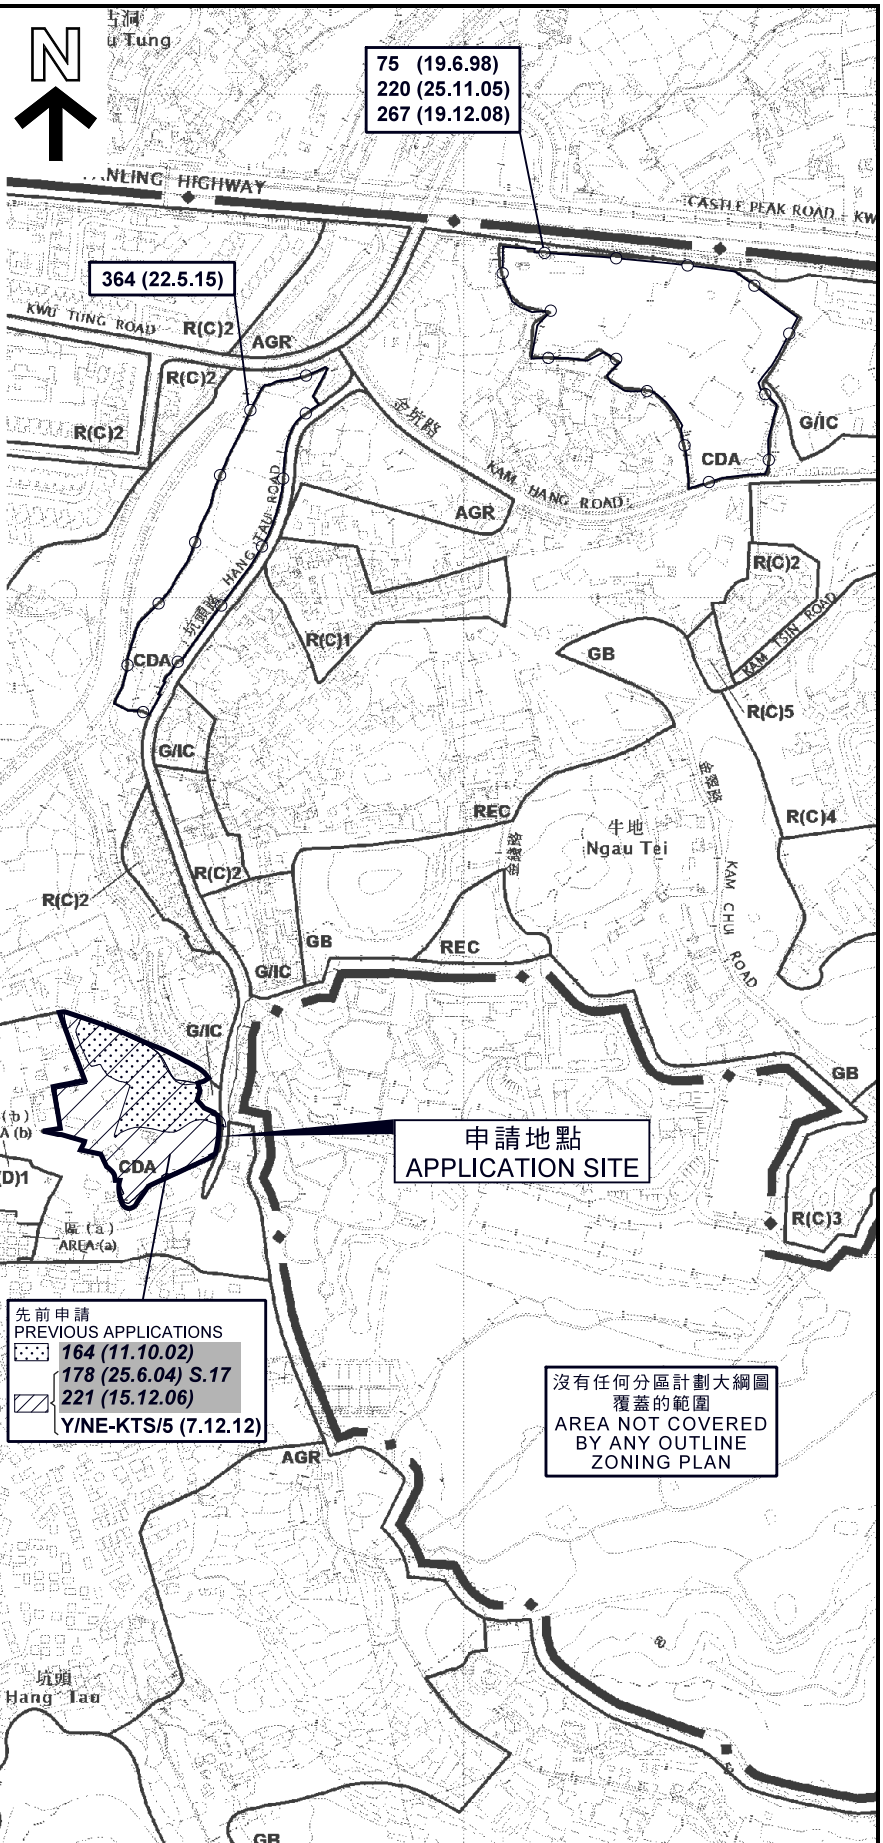 N
Tung
75 (19.6.98)
220 (25.11.05)
267 (19.12.08)
ANLING HIGHWAY
CASTLE PEAK ROAD - KW
364 (22.5.15)
KWU TUNG ROAD
R(C)2
AGR
R(C)2
R(C)2
金坑路
KAM HANG ROAD
G/IC
CDA
AGR
坑頭路 HANG TAU ROAD
R(C)2
R(C)1
KAM TSIN ROAD
GB
CDA
R(C)5
G/IC
金翠路
REC
R(C)4
牛地
Ngau Tei
R(C)2
KAM CHUI ROAD
R(C)2
GB
REC
G/IC
G/IC
GB
(b)
A (b)
申請地點
APPLICATION SITE
CDA
(D)1
R(C)3
區 (a)
AREA (a)
先前申請
PREVIOUS APPLICATIONS
164 (11.10.02)
178 (25.6.04) S.17
221 (15.12.06)
Y/NE-KTS/5 (7.12.12)
沒有任何分區計劃大綱圖
覆蓋的範圍
AREA NOT COVERED
BY ANY OUTLINE
ZONING PLAN
AGR
坑頭
Hang Tau
GB